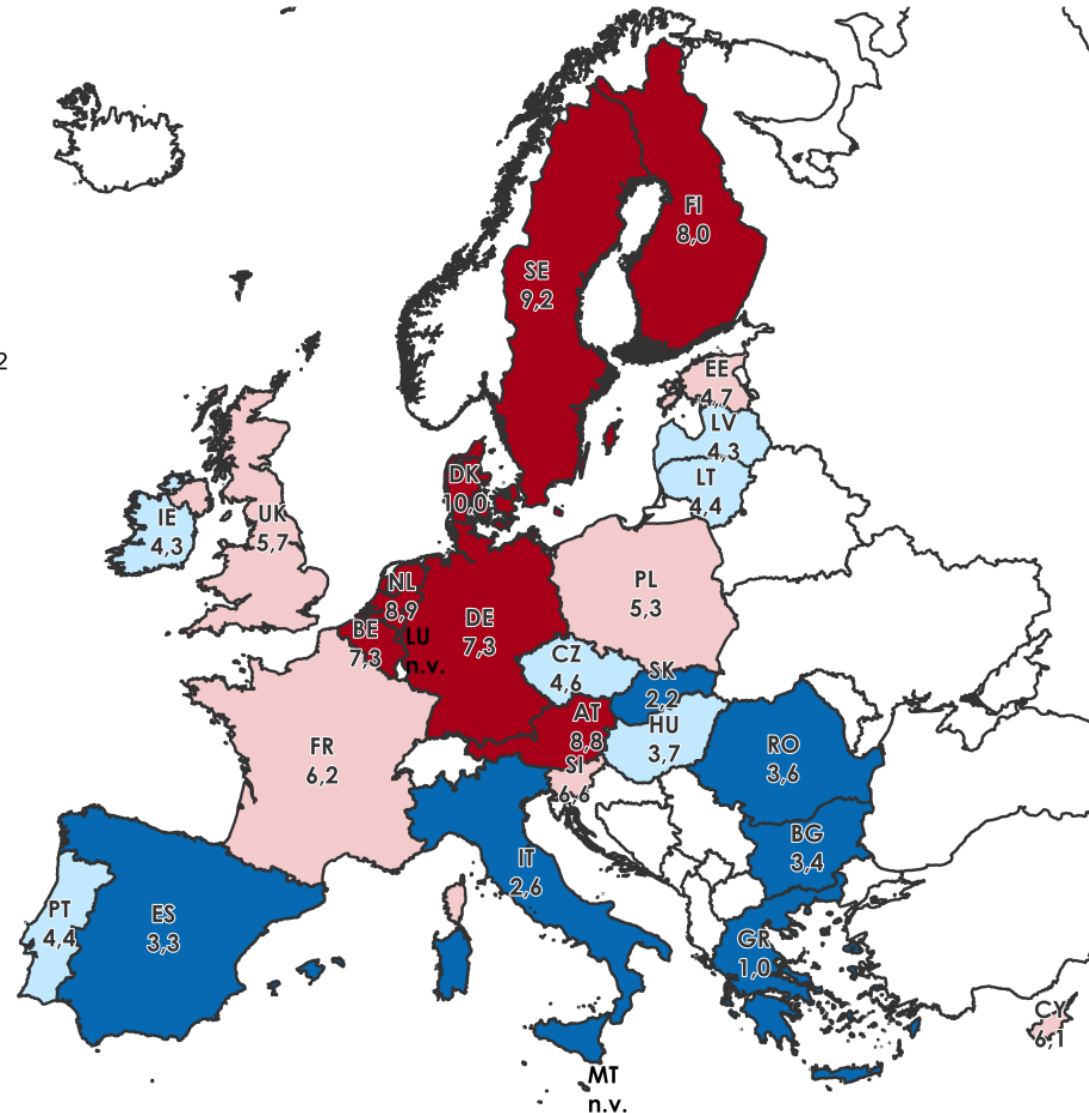 FI
8,0
SE
9,2
2
EE
4,7
LV
4,3
LT
4,4
DK
10,0
IE
4,3
UK
5,7
NL
8,9
PL
5,3
DE
7,3
BE
7,3
LU
n.v.
CZ
4,6
SK
2,2
AT
8,8
HU
3,7
FR
6,2
RO
3,6
SI
6,6
BG
3,4
IT
2,6
PT
4,4
ES
3,3
GR
1,0
CY
6,1
MT
n.v.